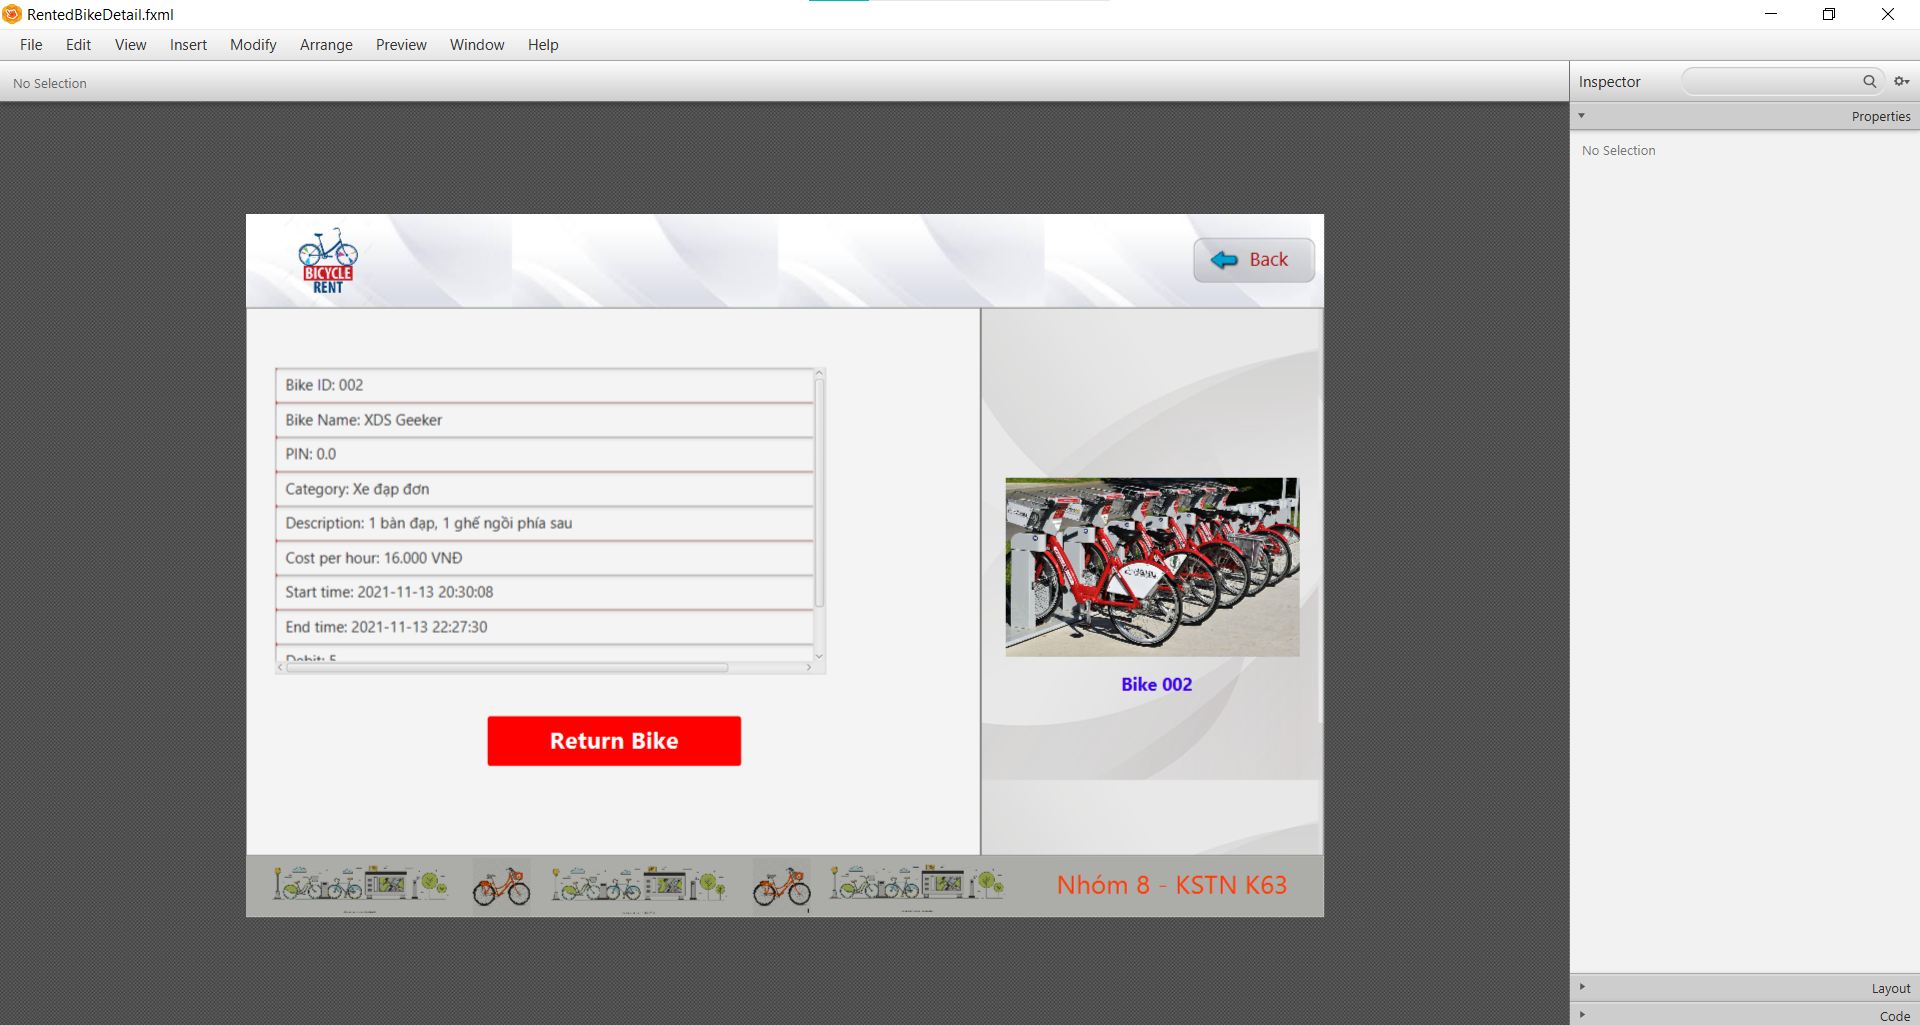 RentedBikeDetail.fxml
File Edit View Insert Modify Arrange Preview Window Help
No Selection
Inspector
Properties
No Selection
BICYCLE
RENT
Back
Bike ID: 002
Bike Name: XDS Geeker
PIN: 0.0
Category: Xe đạp đơn
Description: 1 bàn đạp, 1 ghế ngồi phía sau
Cost per hour: 16.000 VNĐ
Start time: 2021-11-13 20:30:08
End time: 2021-11-13 22:27:30
Debit: 5
Return Bike
Bike 002
Nhóm 8 - KSTN K63
Layout
Code